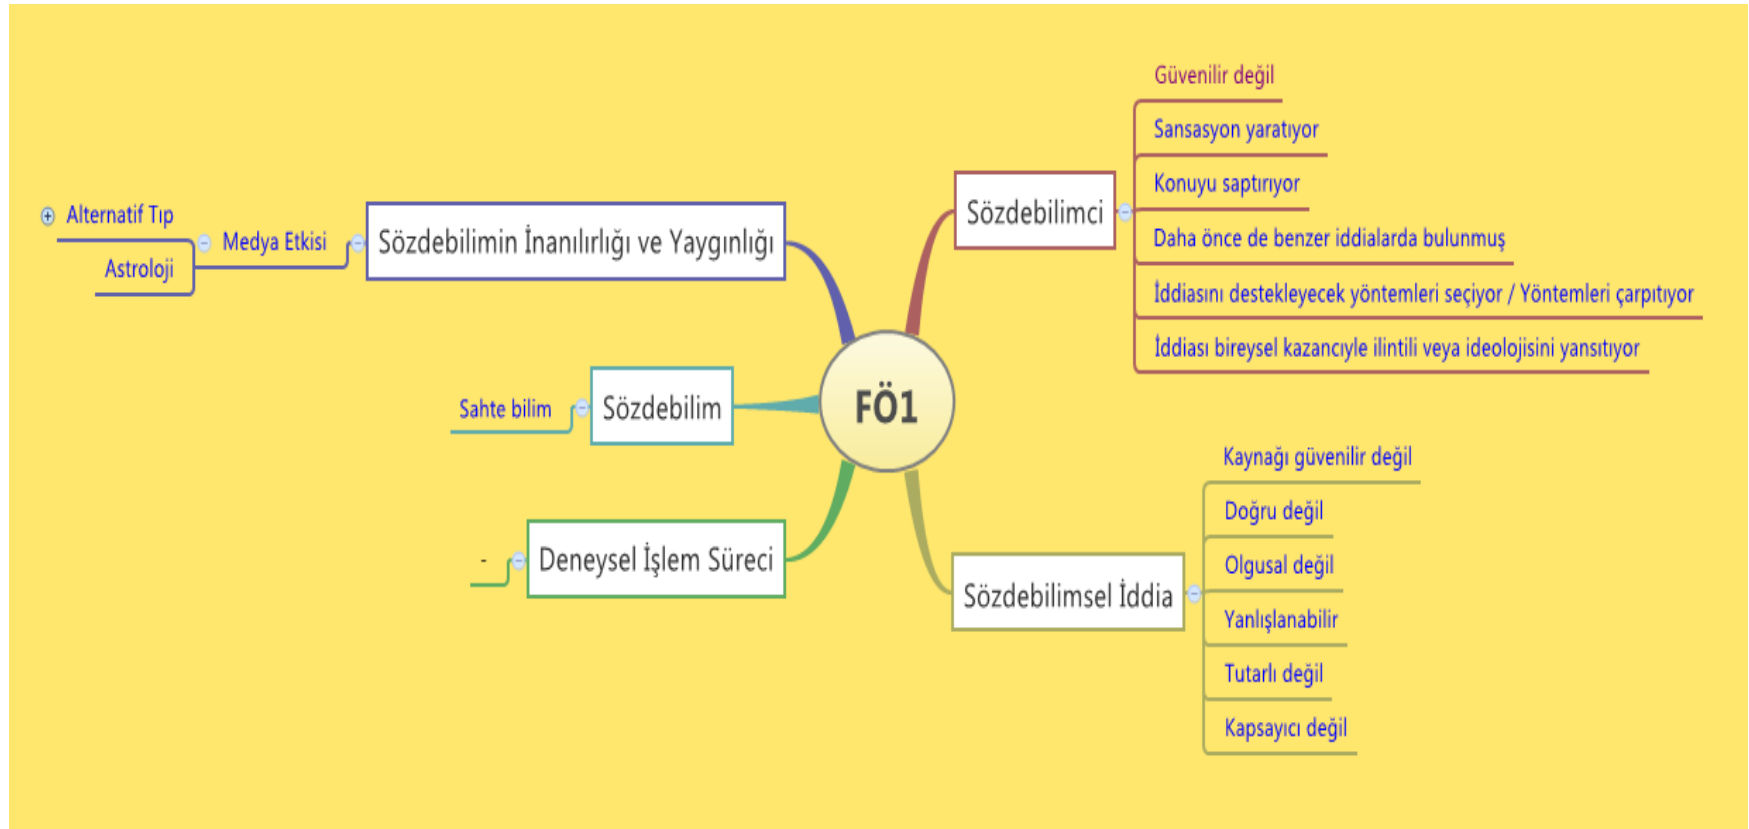 FÖ1
Sözdebilimci
Güvenilir değil
Sansasyon yaratıyor
Konuyu saptırıyor
Daha önce de benzer iddialarda bulunmuş
İddiasını destekleyecek yöntemleri seçiyor / Yöntemleri çarpıtıyor
İddiası bireysel kazancıyle ilintili veya ideolojisini yansıtıyor
Sözdebilimsel İddia
Kaynağı güvenilir değil
Doğru değil
Olgusal değil
Yanlışlanabilir
Tutarlı değil
Kapsayıcı değil
Sözdebilimin İnanılırlığı ve Yaygınlığı
Medya Etkisi
Alternatif Tıp
Astroloji
Sözdebilim
Sahte bilim
Deneysel İşlem Süreci
-